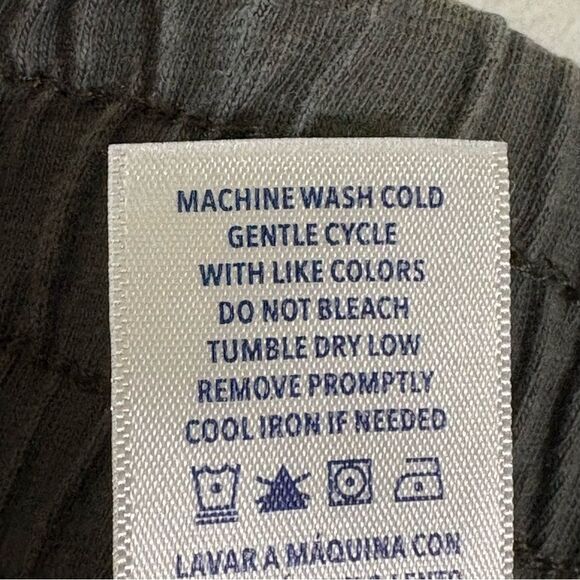 MACHINE WASH COLD
GENTLE CYCLE
WITH LIKE COLORS
DO NOT BLEACH
TUMBLE DRY LOW
REMOVE PROMPTLY
COOL IRON IF NEEDED
LAVAR A MÁQUINA CON